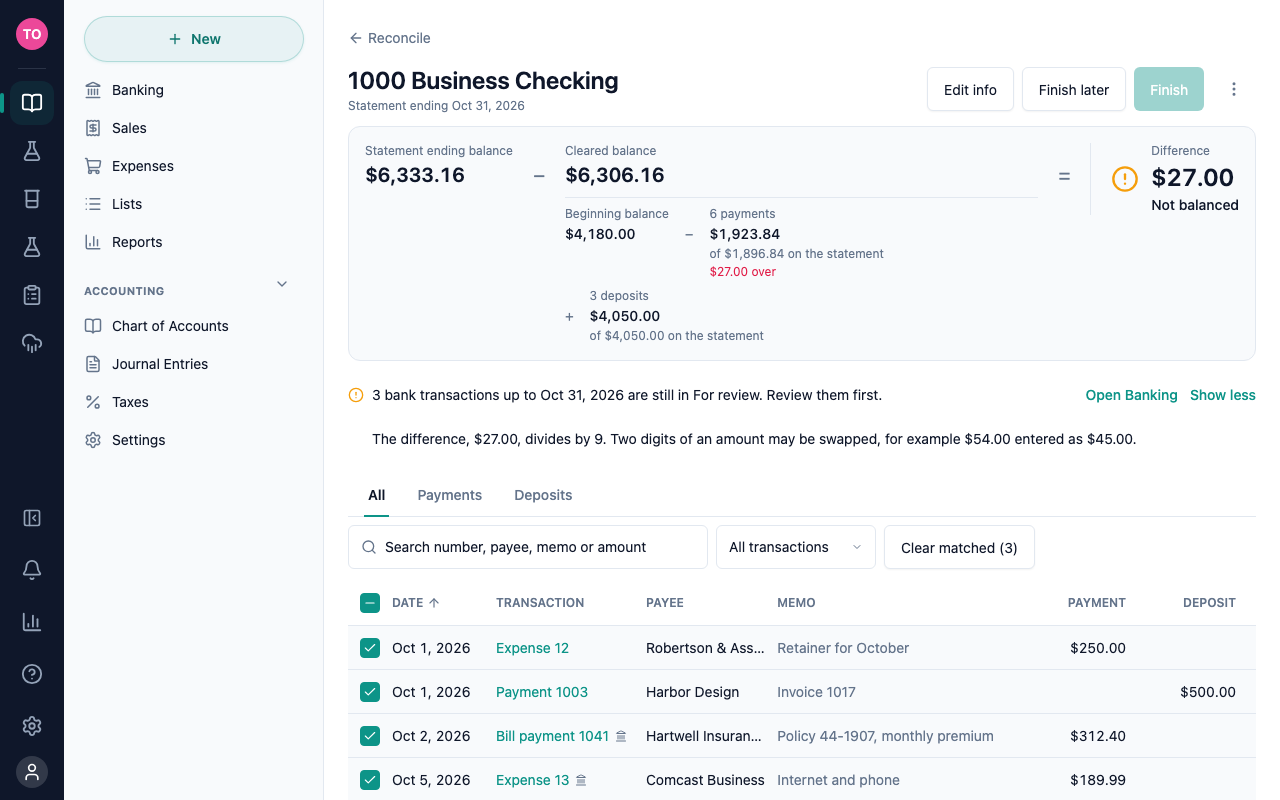 TO
New
Banking
Sales
Expenses
Lists
Reports
ACCOUNTING
Chart of Accounts
Journal Entries
Taxes
Settings
Reconcile
1000 Business Checking
Statement ending Oct 31, 2026
Edit info
Finish later
Finish
Statement ending balance
$6,333.16
–
Cleared balance
$6,306.16
=
Difference
$27.00
Not balanced
Beginning balance
$4,180.00
–
6 payments
$1,923.84
of $1,896.84 on the statement
$27.00 over
+
3 deposits
$4,050.00
of $4,050.00 on the statement
3 bank transactions up to Oct 31, 2026 are still in For review. Review them first.
Open Banking Show less
The difference, $27.00, divides by 9. Two digits of an amount may be swapped, for example $54.00 entered as $45.00.
All Payments Deposits
Search number, payee, memo or amount
All transactions
Clear matched (3)
DATE TRANSACTION PAYEE MEMO PAYMENT DEPOSIT
Oct 1, 2026 Expense 12 Robertson & Ass... Retainer for October $250.00
Oct 1, 2026 Payment 1003 Harbor Design Invoice 1017 $500.00
Oct 2, 2026 Bill payment 1041 Hartwell Insuran... Policy 44-1907, monthly premium $312.40
Oct 5, 2026 Expense 13 Comcast Business Internet and phone $189.99